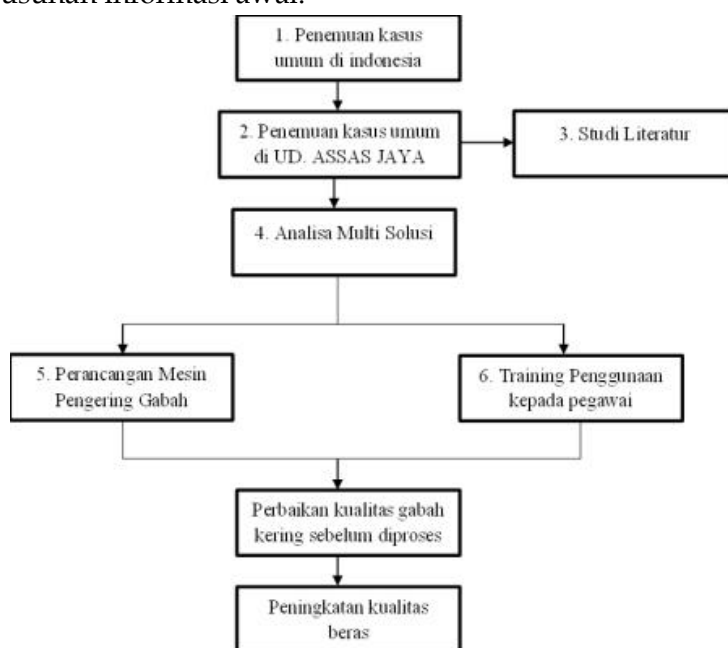 1. Penemuan kasus
umum di indonesia
2. Penemuan kasus umum
di UD. ASSAS JAYA
3. Studi Literatur
4. Analisa Multi Solusi
5. Perancangan Mesin
Pengering Gabah
6. Training Penggunaan
kepada pegawai
Perbaikan kualitas gabah
kering sebelum diproses
Peningkatan kualitas
beras